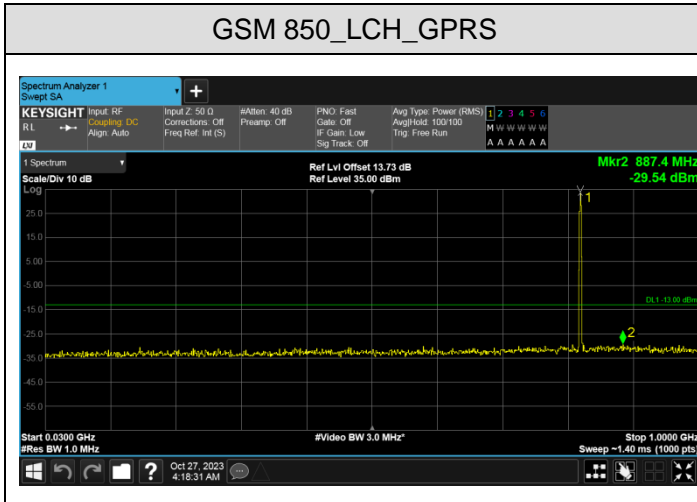 GSM 850_LCH_GPRS
Spectrum Analyzer 1
Swept SA
+
KEYSIGHT
RL
LXI
Input: RF
Coupling: DC
Align: Auto
Input Z: 50 Ω
Corrections: Off
Freq Ref: Int (S)
#Atten: 40 dB
Preamp: Off
PNO: Fast
Gate: Off
IF Gain: Low
Sig Track: Off
Avg Type: Power (RMS)
Avg|Hold: 100/100
Trig: Free Run
1 2 3 4 5 6
M W W W W W
A A A A A A
1 Spectrum
Scale/Div 10 dB
Log
Ref Lvl Offset 13.73 dB
Ref Level 35.00 dBm
Mkr2 887.4 MHz
-29.54 dBm
1
25.0
15.0
5.00
-5.00
DL1 -13.00 dBm
-15.0
-25.0
2
-35.0
-45.0
-55.0
Start 0.0300 GHz
#Res BW 1.0 MHz
#Video BW 3.0 MHz*
Stop 1.0000 GHz
Sweep ~1.40 ms (1000 pts)
?
Oct 27, 2023
4:18:31 AM